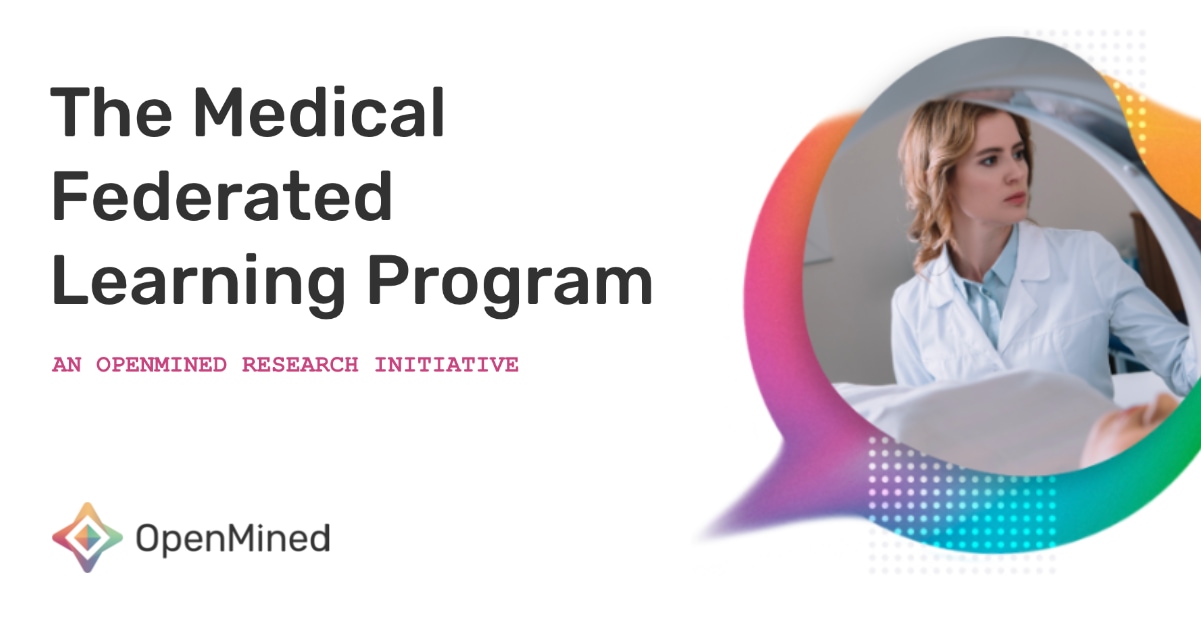 The Medical
Federated
Learning Program
AN OPENMINED RESEARCH INITIATIVE
OpenMined